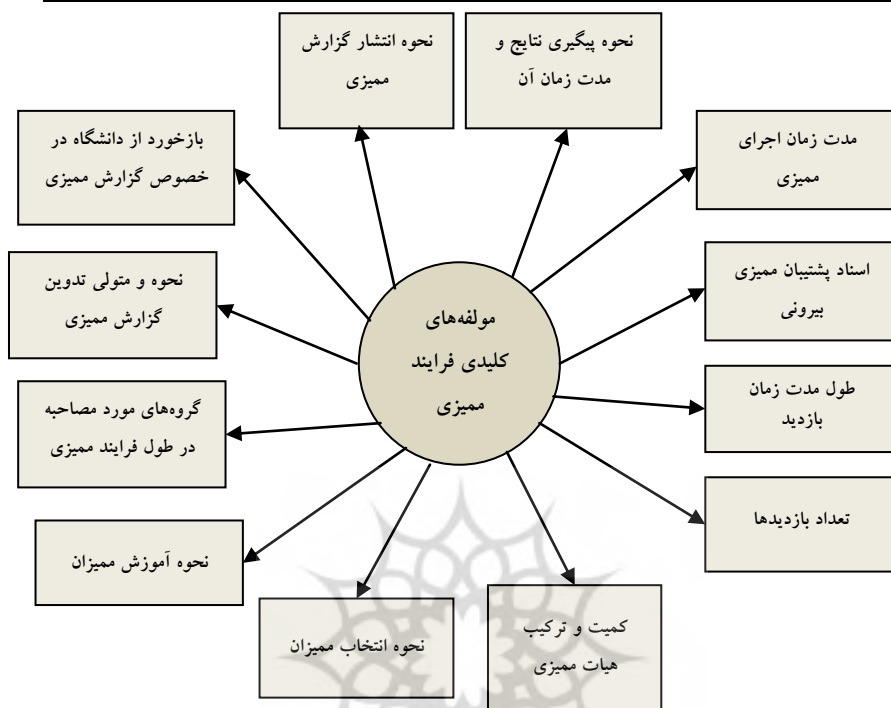 نحوه پیگیری نتایج و
مدت زمان آن
نحوه انتشار گزارش
ممیزی
مدت زمان اجرای
ممیزی
بازخورد از دانشگاه در
خصوص گزارش ممیزی
اسناد پشتیبان ممیزی
بیرونی
نحوه و متولی تدوین
گزارش ممیزی
مولفه‌های
کلیدی فرایند
ممیزی
طول مدت زمان
بازدید
گروه‌های مورد مصاحبه
در طول فرایند ممیزی
تعداد بازدیدها
نحوه آموزش ممیزان
کمیت و ترکیب
هیات ممیزی
نحوه انتخاب ممیزان